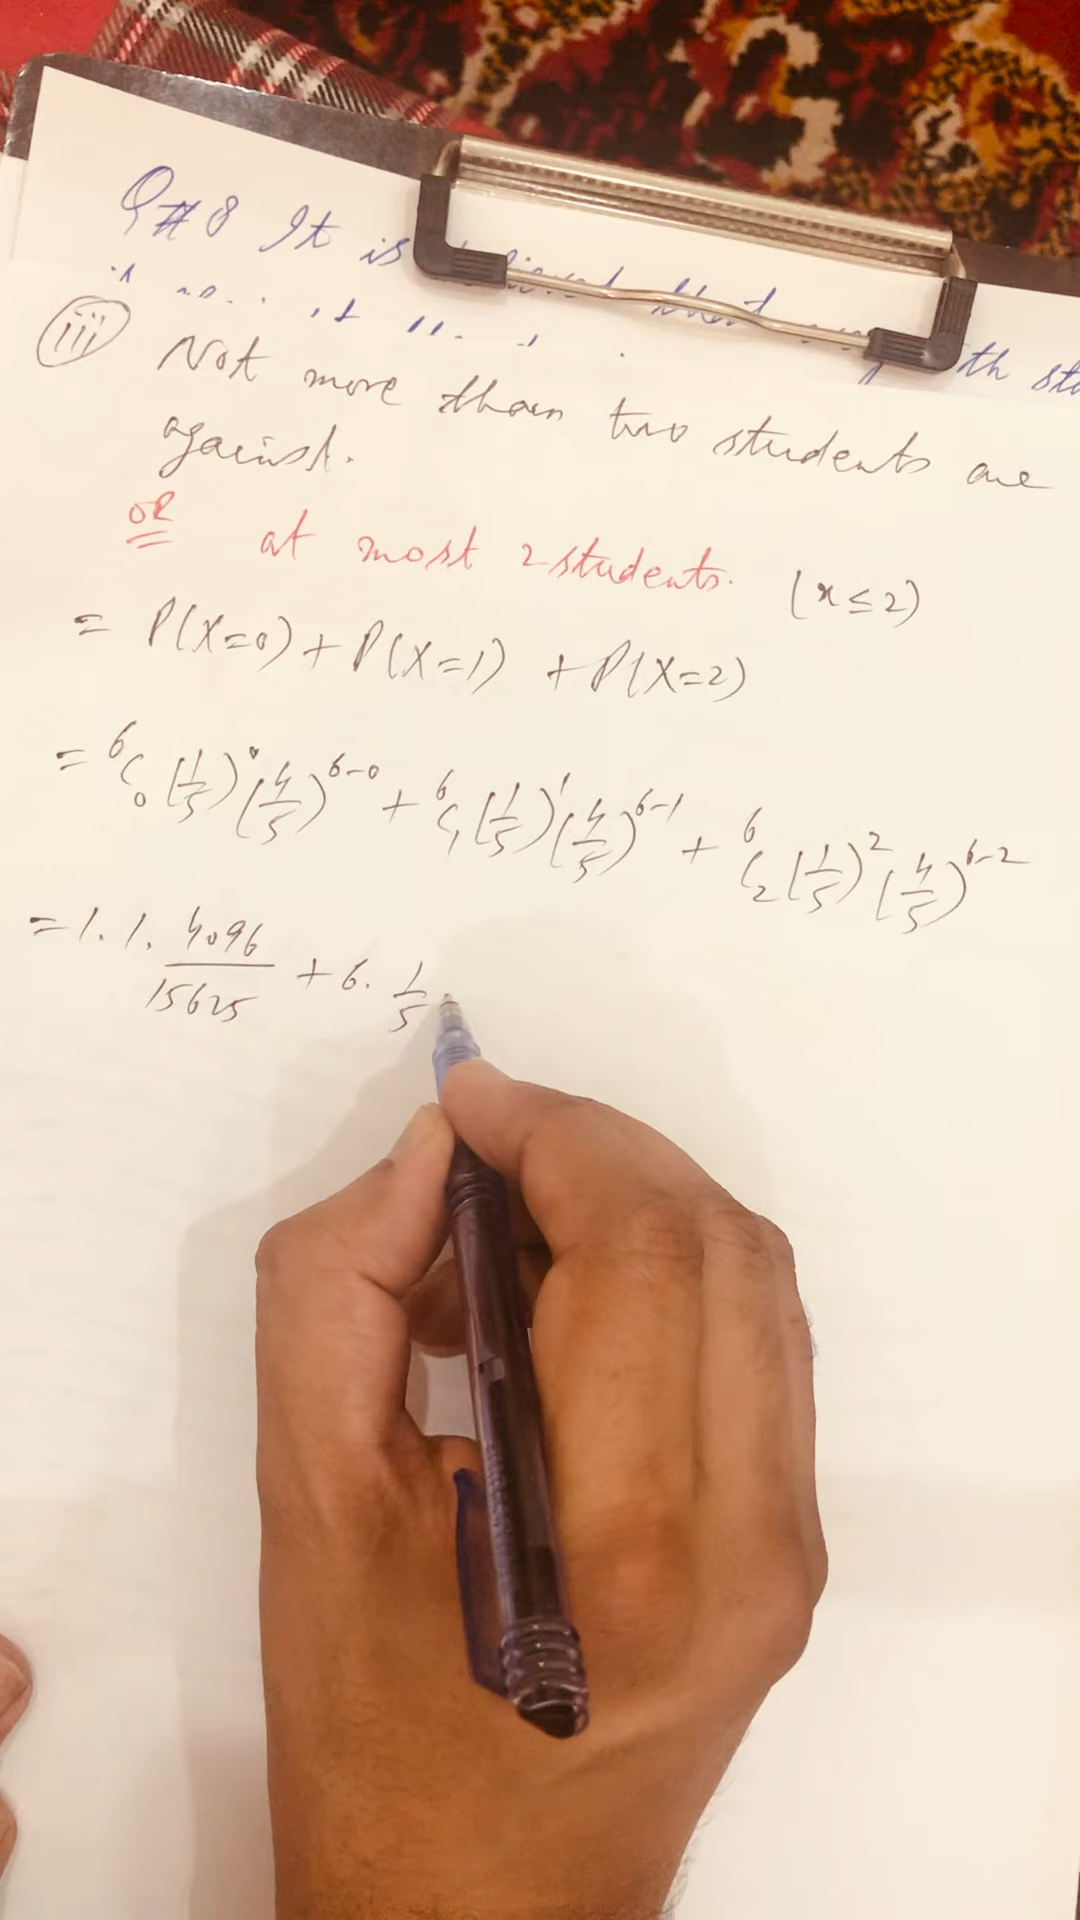 Q#8 It is that th
iii Not more than two students are
against.
OR at most 2 students. (x≤2)
= P(X=0) + P(X=1) + P(X=2)
= ⁶C₀ (1/5)⁰ (4/5)⁶⁻⁰ + ⁶C₁ (1/5)¹ (4/5)⁶⁻¹ + ⁶C₂ (1/5)² (4/5)⁶⁻²
= 1.1. 4096/15625 + 6. 1/5